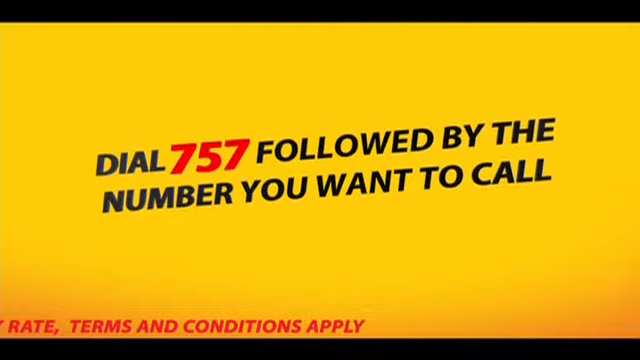 DIAL 757 FOLLOWED BY THE
NUMBER YOU WANT TO CALL
RATE, TERMS AND CONDITIONS APPLY